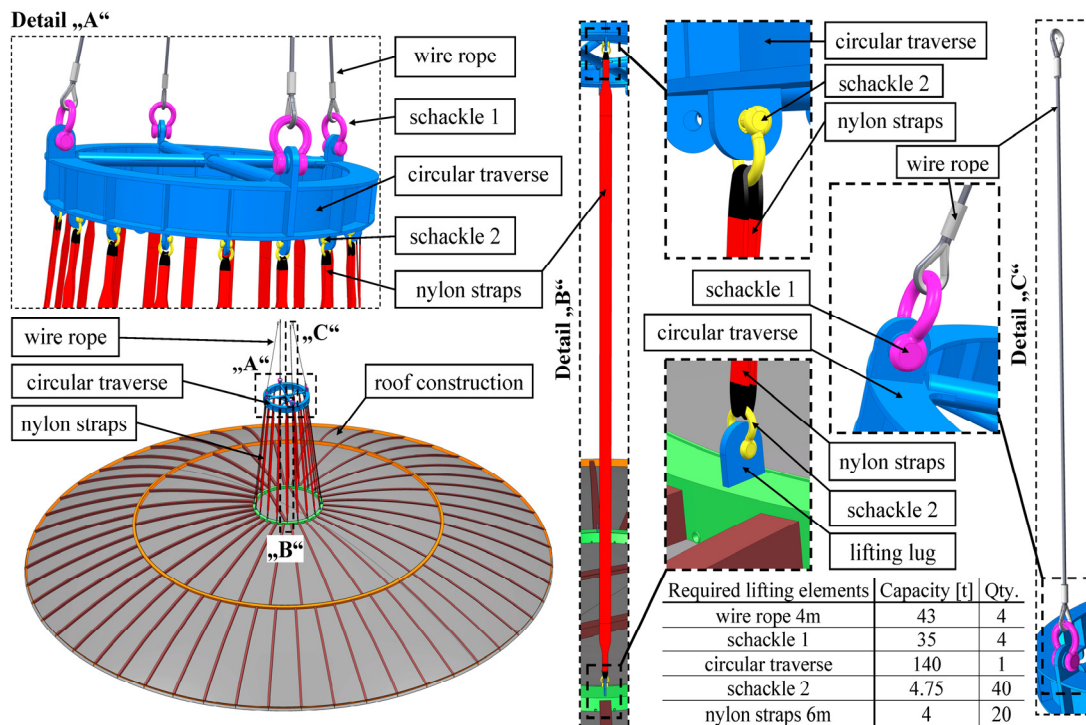 Detail „A“
wire rope
schackle 1
circular traverse
schackle 2
nylon straps
wire rope
„C“
„A“
circular traverse
roof construction
nylon straps
„B“
Detail „B“
circular traverse
schackle 2
nylon straps
wire rope
schackle 1
circular traverse
Detail „C“
nylon straps
schackle 2
lifting lug
Required lifting elements Capacity [t] Qty.
wire rope 4m 43 4
schackle 1 35 4
circular traverse 140 1
schackle 2 4.75 40
nylon straps 6m 4 20